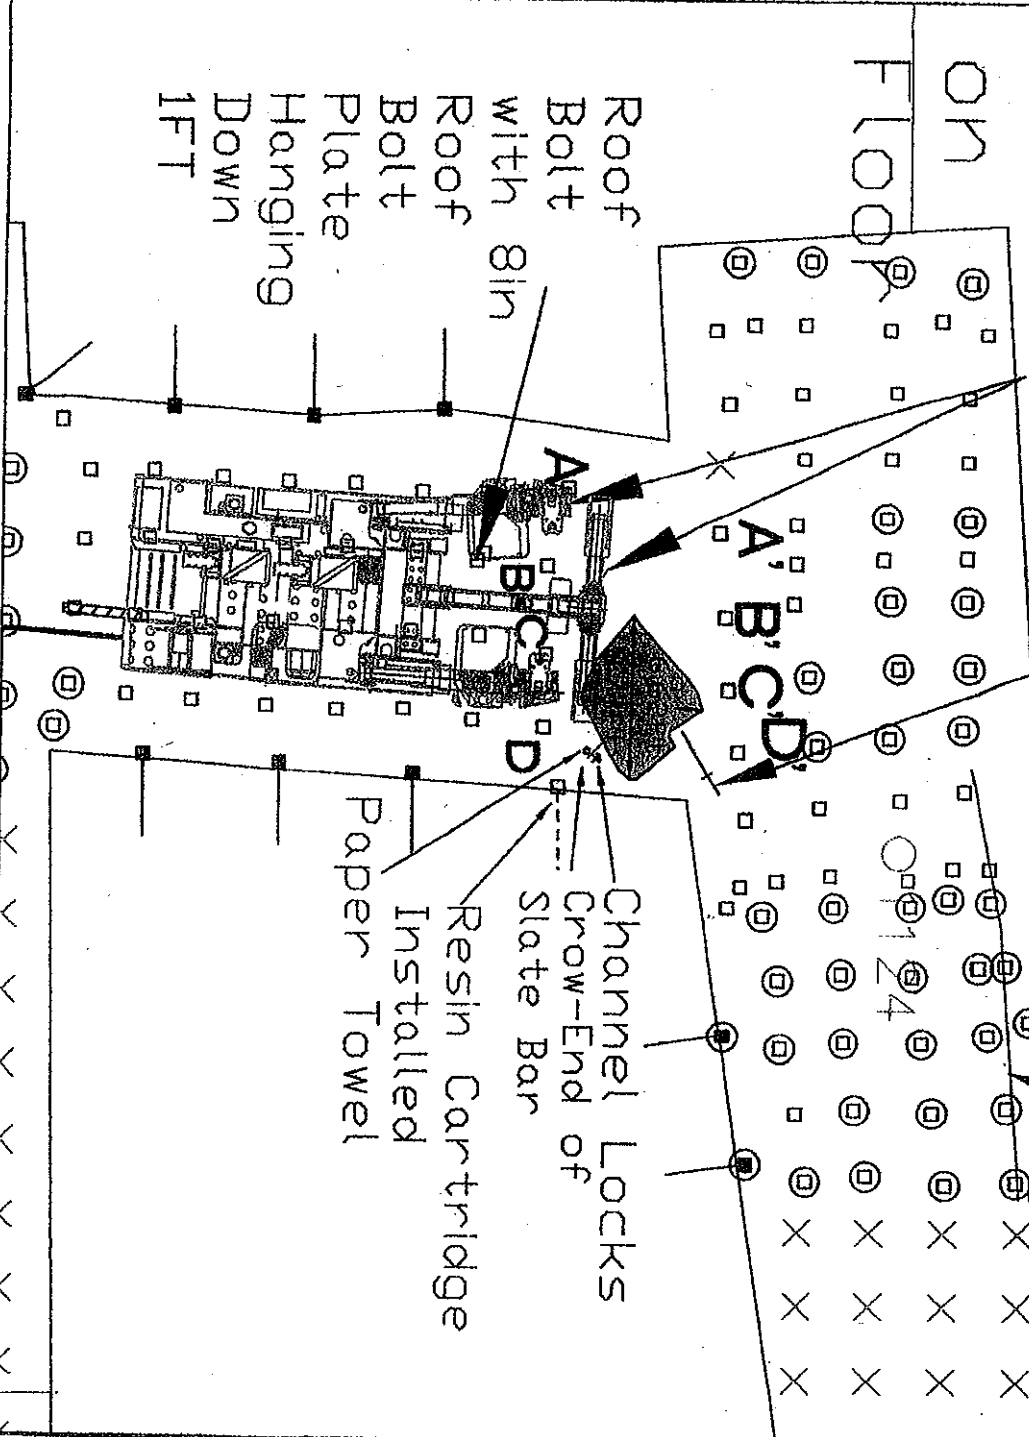 On
Floor
Roof
Bolt
with 8in
Roof
Bolt
Plate
Hanging
Down
1FT
A
B
C
D
A'
B'
C'
D'
1124
Channel Locks
Crow-End of
Slate Bar
Resin Cartridge
Installed
Paper Towel